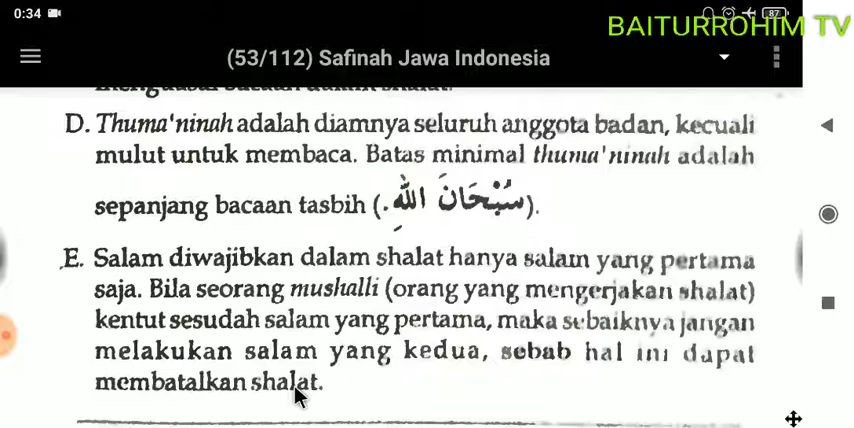 0:34
87
BAITURROHIM TV
(53/112) Safinah Jawa Indonesia
D. Thuma'ninah adalah diamnya seluruh anggota badan, kecuali
mulut untuk membaca. Batas minimal thuma'ninah adalah
sepanjang bacaan tasbih (سُبْحَانَ اللهِ.).
E. Salam diwajibkan dalam shalat hanya salam yang pertama
saja. Bila seorang mushalli (orang yang mengerjakan shalat)
kentut sesudah salam yang pertama, maka sebaiknya jangan
melakukan salam yang kedua, sebab hal ini dapat
membatalkan shalat.